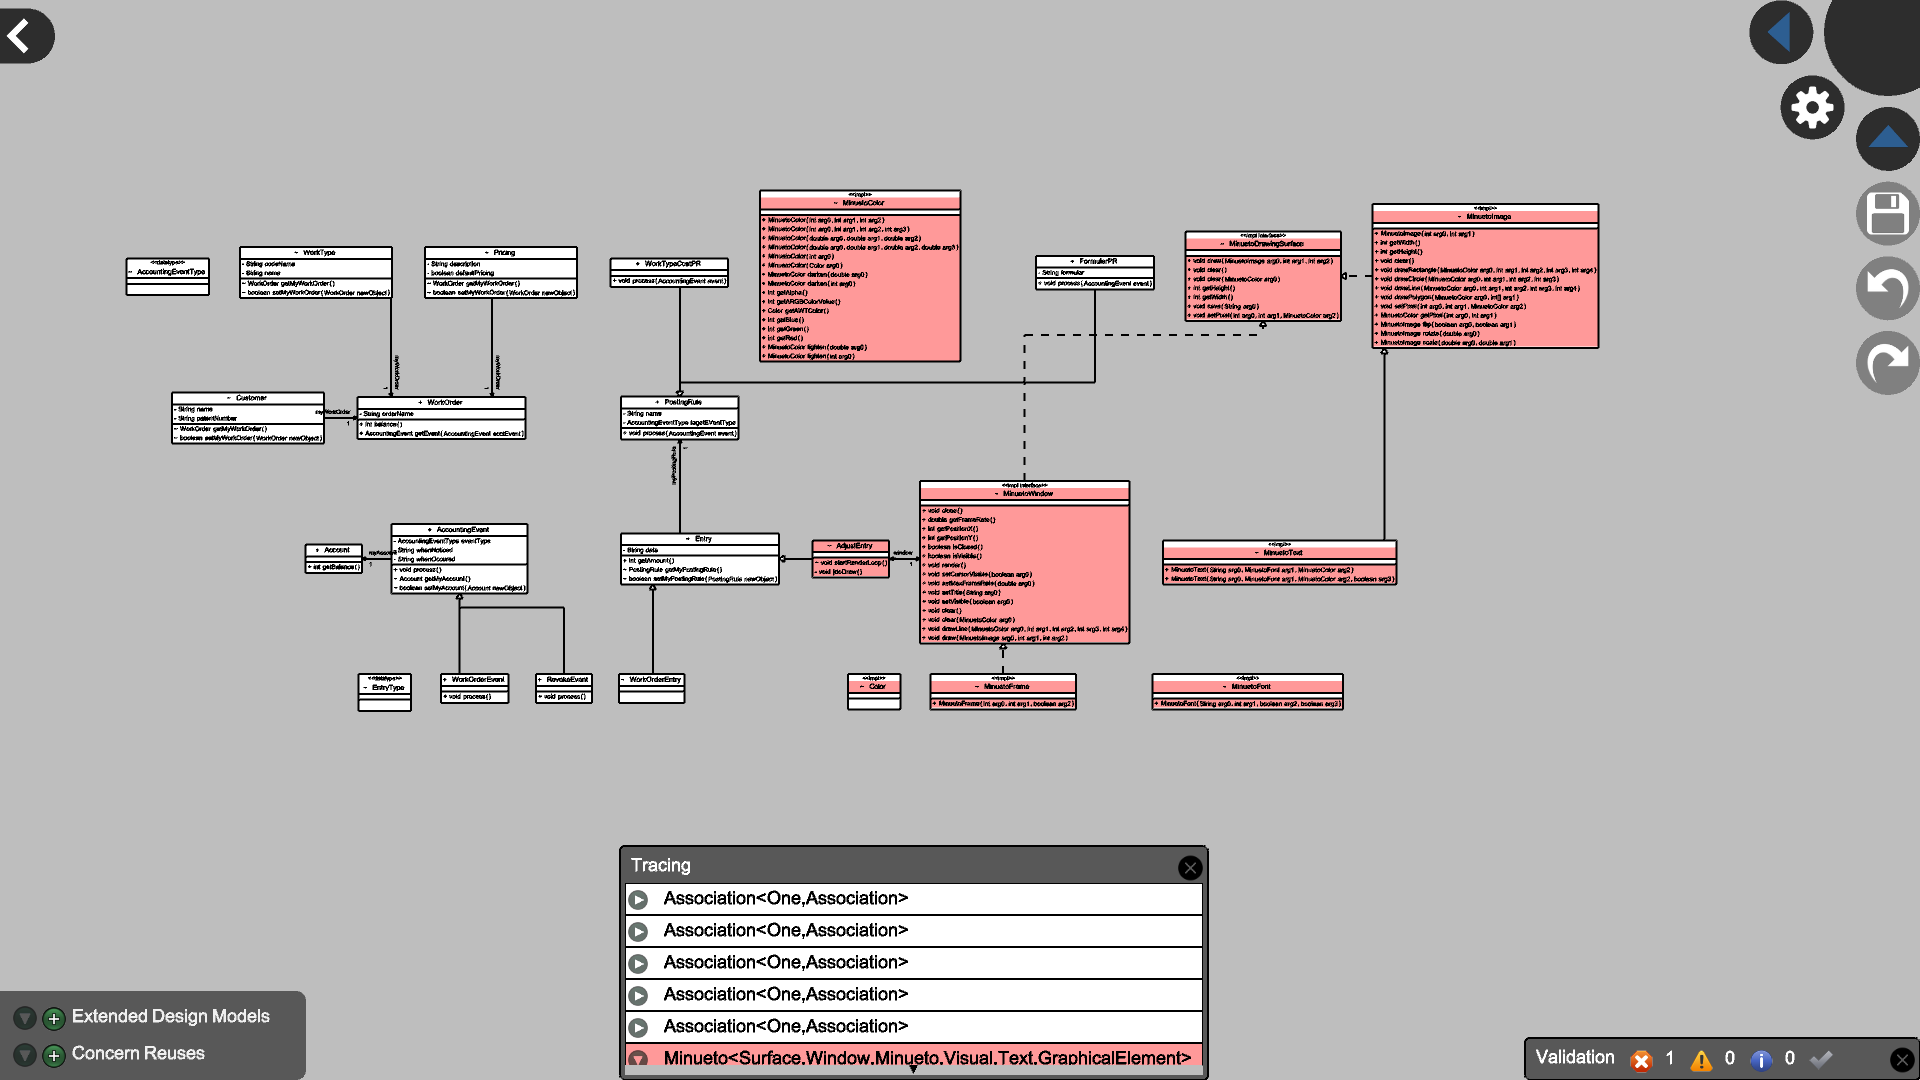 <<datatype>>
~ AccountingEventType
~ WorkType
- String codeName
- String name
~ WorkOrder getMyWorkOrder()
~ boolean setMyWorkOrder(WorkOrder newObject)
~ Pricing
- String description
- boolean defaultPricing
~ WorkOrder getMyWorkOrder()
~ boolean setMyWorkOrder(WorkOrder newObject)
+ WorkTypeCostPR
+ void process(AccountingEvent event)
<<impl>>
~ MinuetoColor
+ MinuetoColor(int arg0, int arg1, int arg2)
+ MinuetoColor(int arg0, int arg1, int arg2, int arg3)
+ MinuetoColor(double arg0, double arg1, double arg2)
+ MinuetoColor(double arg0, double arg1, double arg2, double arg3)
+ MinuetoColor(int arg0)
+ MinuetoColor(Color arg0)
+ MinuetoColor darken(double arg0)
+ MinuetoColor darken(int arg0)
+ int getAlpha()
+ int getARGBColorValue()
+ Color getAWTColor()
+ int getBlue()
+ int getGreen()
+ int getRed()
+ MinuetoColor lighten(double arg0)
+ MinuetoColor lighten(int arg0)
+ FormulerPR
- String formular
+ void process(AccountingEvent event)
<<impl interface>>
~ MinuetoDrawingSurface
+ void draw(MinuetoImage arg0, int arg1, int arg2)
+ void clear()
+ void clear(MinuetoColor arg0)
+ int getHeight()
+ int getWidth()
+ void save(String arg0)
+ void setPixel(int arg0, int arg1, MinuetoColor arg2)
<<impl>>
~ MinuetoImage
+ MinuetoImage(int arg0, int arg1)
+ int getWidth()
+ int getHeight()
+ void clear()
+ void drawRectangle(MinuetoColor arg0, int arg1, int arg2, int arg3, int arg4)
+ void drawCircle(MinuetoColor arg0, int arg1, int arg2, int arg3)
+ void drawLine(MinuetoColor arg0, int arg1, int arg2, int arg3, int arg4)
+ void drawPolygon(MinuetoColor arg0, int[] arg1)
+ void setPixel(int arg0, int arg1, MinuetoColor arg2)
+ MinuetoColor getPixel(int arg0, int arg1)
+ MinuetoImage flip(boolean arg0, boolean arg1)
+ MinuetoImage rotate(double arg0)
+ MinuetoImage scale(double arg0, double arg1)
myWorkOrder
1
myWorkOrder
1
~ Customer
- String name
- String patentNumber
~ WorkOrder getMyWorkOrder()
~ boolean setMyWorkOrder(WorkOrder newObject)
myWorkOrder
1
+ WorkOrder
- String orderName
+ int balance()
+ AccountingEvent getEvent(AccountingEvent acctEvent)
+ PostingRule
- String name
- AccountingEventType tagetEVentType
+ void process(AccountingEvent event)
myPostingRule
1
+ Account
+ int getBalance()
1
+ AccountingEvent
- AccountingEventType eventType
- String whenNoticed
- String whenOccured
+ void process()
~ Account getMyAccount()
~ boolean setMyAccount(Account newObject)
~ Entry
- String date
+ int getAmount()
~ PostingRule getMyPostingRule()
~ boolean setMyPostingRule(PostingRule newObject)
~ AdjustEntry
~ void startRenderLoop()
- void jdoDraw()
window
1
<<impl interface>>
~ MinuetoWindow
+ void close()
+ double getFrameRate()
+ int getPositionX()
+ int getPositionY()
+ boolean isClosed()
+ boolean isVisible()
+ void render()
+ void setCursorVisible(boolean arg0)
+ void setMaxFrameRate(double arg0)
+ void setTitle(String arg0)
+ void setVisible(boolean arg0)
+ void clear()
+ void clear(MinuetoColor arg0)
+ void drawLine(MinuetoColor arg0, int arg1, int arg2, int arg3, int arg4)
+ void draw(MinuetoImage arg0, int arg1, int arg2)
<<impl>>
~ MinuetoText
+ MinuetoText(String arg0, MinuetoFont arg1, MinuetoColor arg2)
+ MinuetoText(String arg0, MinuetoFont arg1, MinuetoColor arg2, boolean arg3)
<<datatype>>
~ EntryType
+ WorkOrderEvent
+ void process()
+ RevokeEvent
+ void process()
~ WorkOrderEntry
<<impl>>
~ Color
<<impl>>
~ MinuetoFrame
+ MinuetoFrame(int arg0, int arg1, boolean arg2)
<<impl>>
~ MinuetoFont
+ MinuetoFont(String arg0, int arg1, boolean arg2, boolean arg3)
Tracing
Association<One,Association>
Association<One,Association>
Association<One,Association>
Association<One,Association>
Association<One,Association>
Minueto<Surface,Window,Minueto,Visual,Text,GraphicalElement>
Extended Design Models
Concern Reuses
Validation 1 0 0